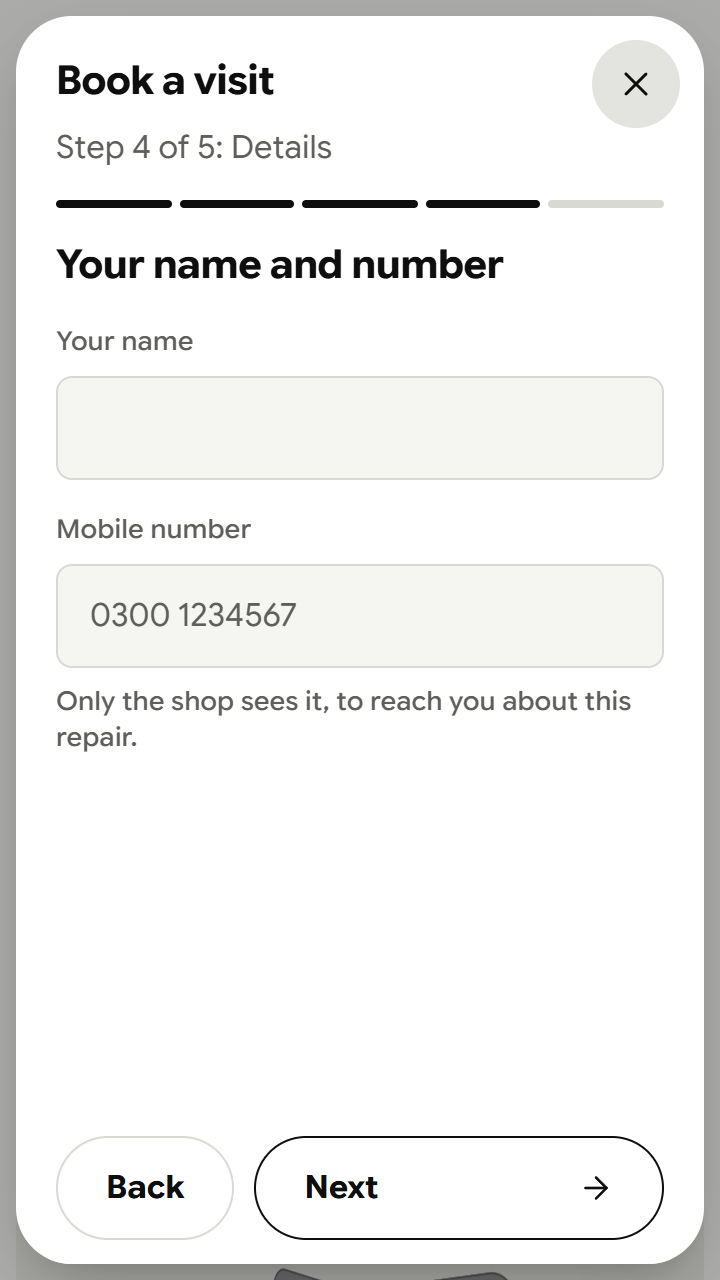 Book a visit
Step 4 of 5: Details
Your name and number
Your name
Mobile number
0300 1234567
Only the shop sees it, to reach you about this
repair.
Back
Next